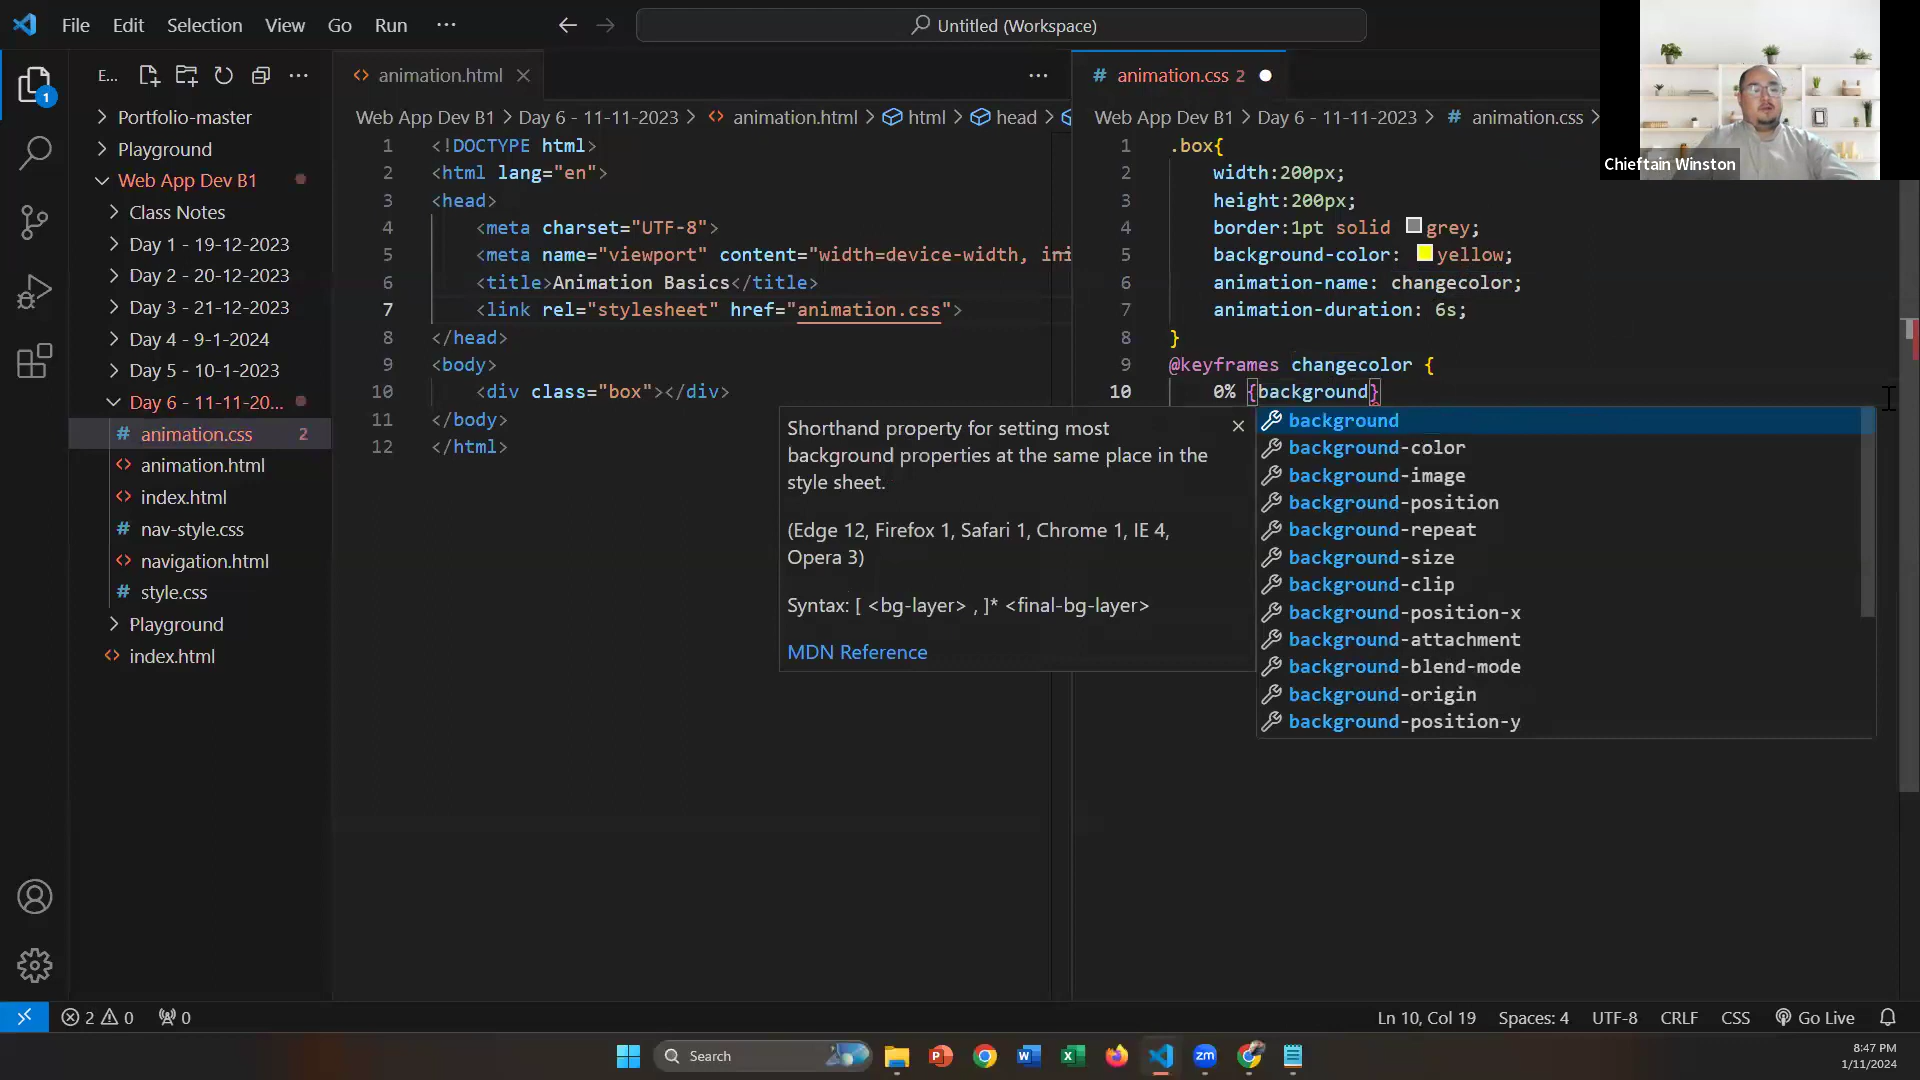 File Edit Selection View Go Run ···
Untitled (Workspace)
E...
1
Portfolio-master
Playground
Web App Dev B1
Class Notes
Day 1 - 19-12-2023
Day 2 - 20-12-2023
Day 3 - 21-12-2023
Day 4 - 9-1-2024
Day 5 - 10-1-2023
Day 6 - 11-11-20...
# animation.css 2
<> animation.html
<> index.html
# nav-style.css
<> navigation.html
# style.css
Playground
<> index.html
<> animation.html
Web App Dev B1 > Day 6 - 11-11-2023 > <> animation.html > html > head >
1 <!DOCTYPE html>
2 <html lang="en">
3 <head>
4 <meta charset="UTF-8">
5 <meta name="viewport" content="width=device-width, ini
6 <title>Animation Basics</title>
7 <link rel="stylesheet" href="animation.css">
8 </head>
9 <body>
10 <div class="box"></div>
11 </body>
12 </html>
# animation.css 2
Web App Dev B1 > Day 6 - 11-11-2023 > # animation.css >
1 .box{
2 width:200px;
3 height:200px;
4 border:1pt solid grey;
5 background-color: yellow;
6 animation-name: changecolor;
7 animation-duration: 6s;
8 }
9 @keyframes changecolor {
10 0% {background}
Shorthand property for setting most
background properties at the same place in the
style sheet.
(Edge 12, Firefox 1, Safari 1, Chrome 1, IE 4,
Opera 3)
Syntax: [ <bg-layer> , ]* <final-bg-layer>
MDN Reference
background
background-color
background-image
background-position
background-repeat
background-size
background-clip
background-position-x
background-attachment
background-blend-mode
background-origin
background-position-y
Chieftain Winston
2 0 0
Ln 10, Col 19 Spaces: 4 UTF-8 CRLF CSS Go Live
Search
P W X zm
8:47 PM
1/11/2024